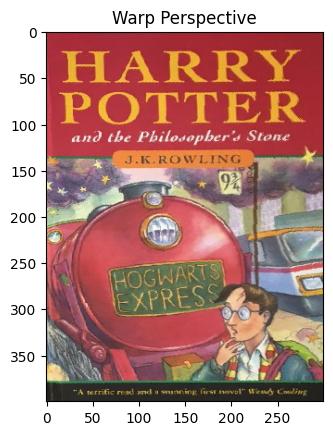 Warp Perspective
HARRY
POTTER
and the Philosopher's Stone
J.K.ROWLING
9¾
HOGWARTS
EXPRESS
"A terrific read and a stunning first novel" Wendy Cooling
0
50
100
150
200
250
300
350
0 50 100 150 200 250